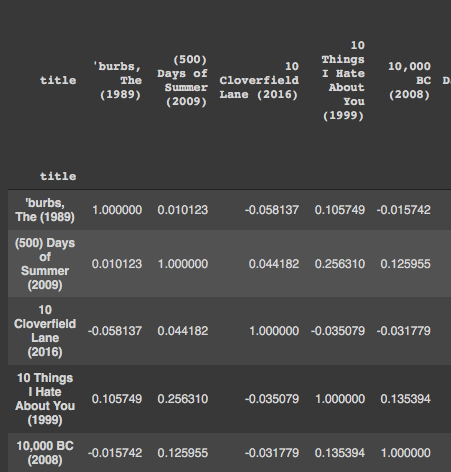 title 'burbs, The (1989) (500) Days of Summer (2009) 10 Cloverfield Lane (2016) 10 Things I Hate About You (1999) 10,000 BC (2008) D
title
'burbs, The (1989) 1.000000 0.010123 -0.058137 0.105749 -0.015742
(500) Days of Summer (2009) 0.010123 1.000000 0.044182 0.256310 0.125955
10 Cloverfield Lane (2016) -0.058137 0.044182 1.000000 -0.035079 -0.031779
10 Things I Hate About You (1999) 0.105749 0.256310 -0.035079 1.000000 0.135394
10,000 BC (2008) -0.015742 0.125955 -0.031779 0.135394 1.000000